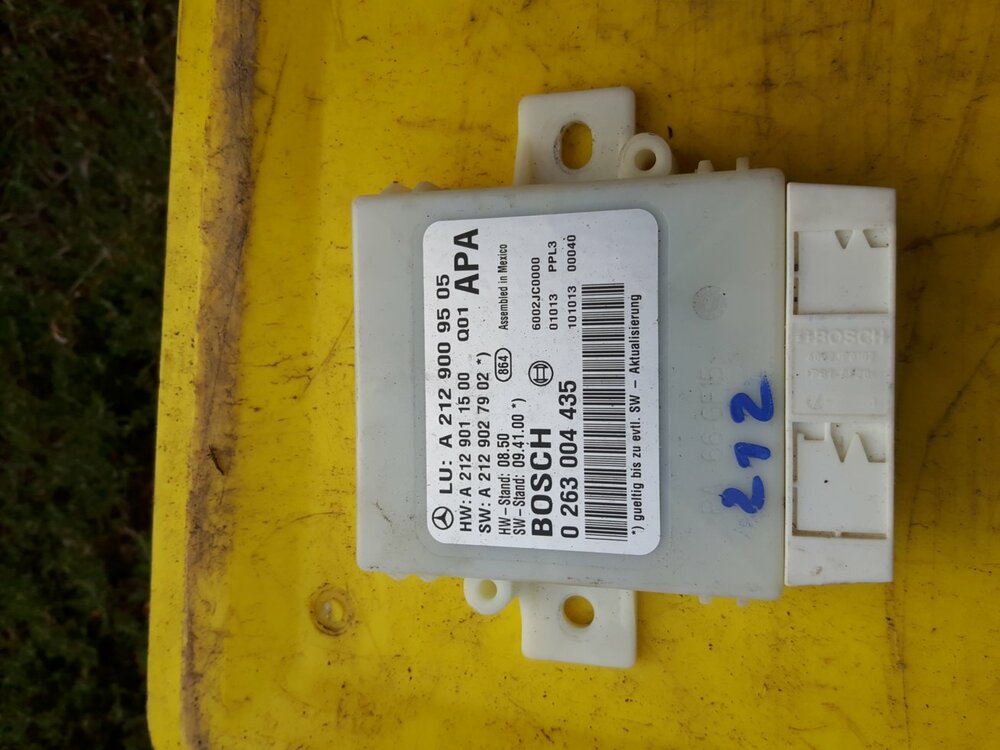 LU: A 212 900 95 05
HW: A 212 901 15 00 Q01 APA
SW: A 212 902 79 02 *)
HW-Stand: 08.50 864 Assembled in Mexico
SW-Stand: 09.41.00 *)
BOSCH 6002JC0000
0 263 004 435 01013 PPL3
101013 00040
*) gueltig bis zu evtl. SW - Aktualisierung
212
BOSCH